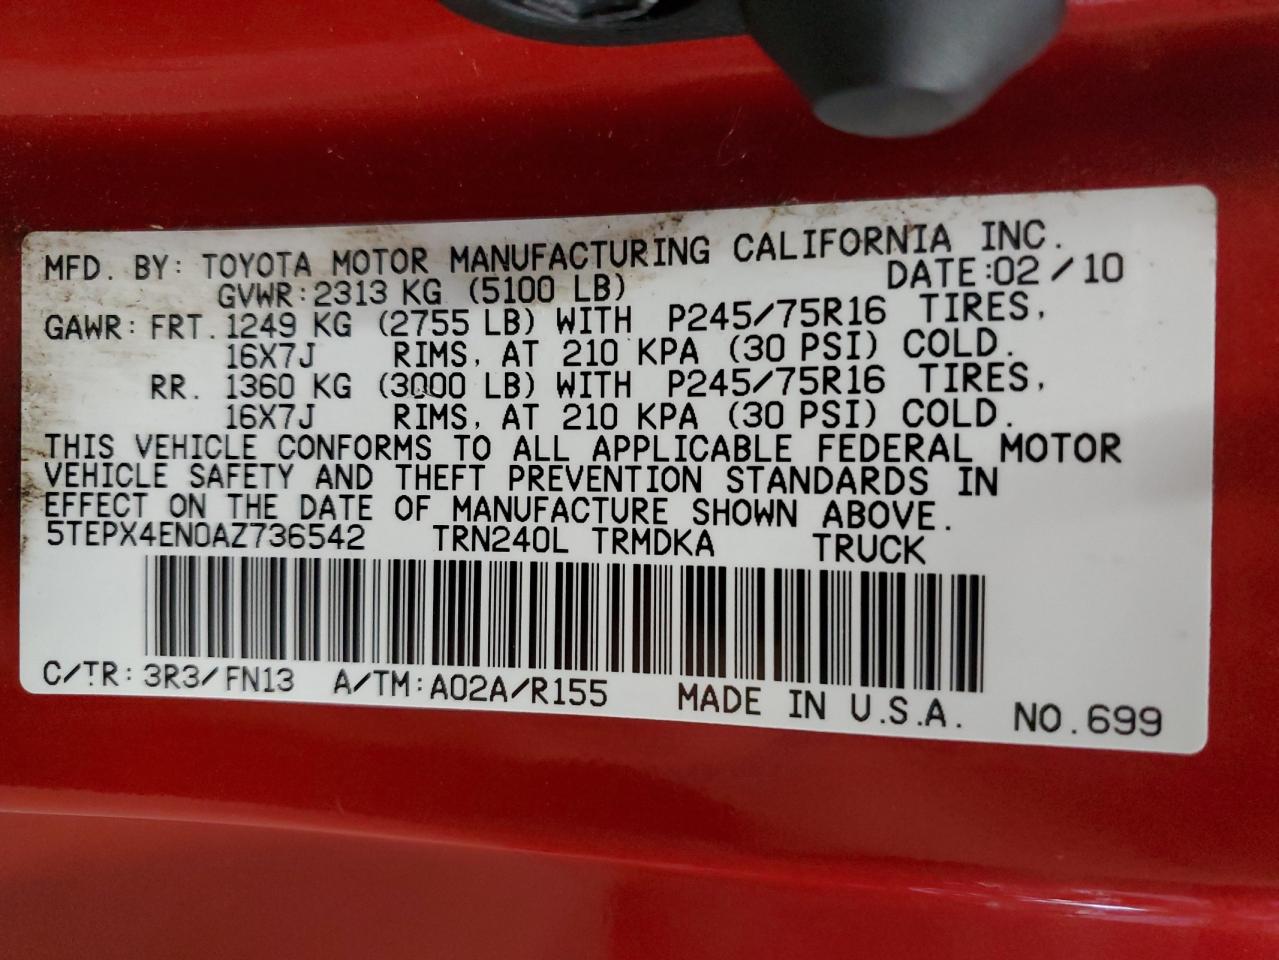 MFD. BY: TOYOTA MOTOR MANUFACTURING CALIFORNIA INC.
GVWR: 2313 KG (5100 LB) DATE: 02/10
GAWR: FRT. 1249 KG (2755 LB) WITH P245/75R16 TIRES,
16X7J RIMS, AT 210 KPA (30 PSI) COLD.
RR. 1360 KG (3000 LB) WITH P245/75R16 TIRES,
16X7J RIMS, AT 210 KPA (30 PSI) COLD.
THIS VEHICLE CONFORMS TO ALL APPLICABLE FEDERAL MOTOR
VEHICLE SAFETY AND THEFT PREVENTION STANDARDS IN
EFFECT ON THE DATE OF MANUFACTURE SHOWN ABOVE.
5TEPX4EN0AZ736542 TRN240L TRMDKA TRUCK
C/TR: 3R3/FN13 A/TM: A02A/R155 MADE IN U.S.A. NO.699